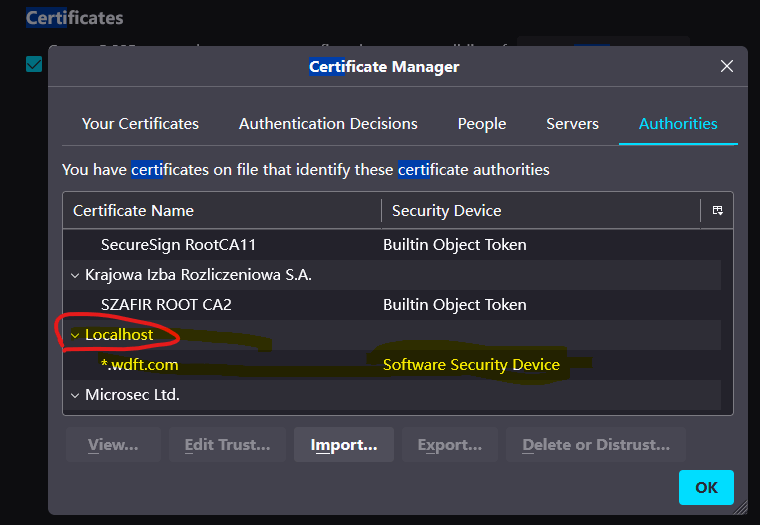 Certificates
Certificate Manager
Your Certificates Authentication Decisions People Servers Authorities
You have certificates on file that identify these certificate authorities
Certificate Name Security Device
SecureSign RootCA11 Builtin Object Token
Krajowa Izba Rozliczeniowa S.A.
SZAFIR ROOT CA2 Builtin Object Token
Localhost
*.wdft.com Software Security Device
Microsec Ltd.
View... Edit Trust... Import... Export... Delete or Distrust...
OK